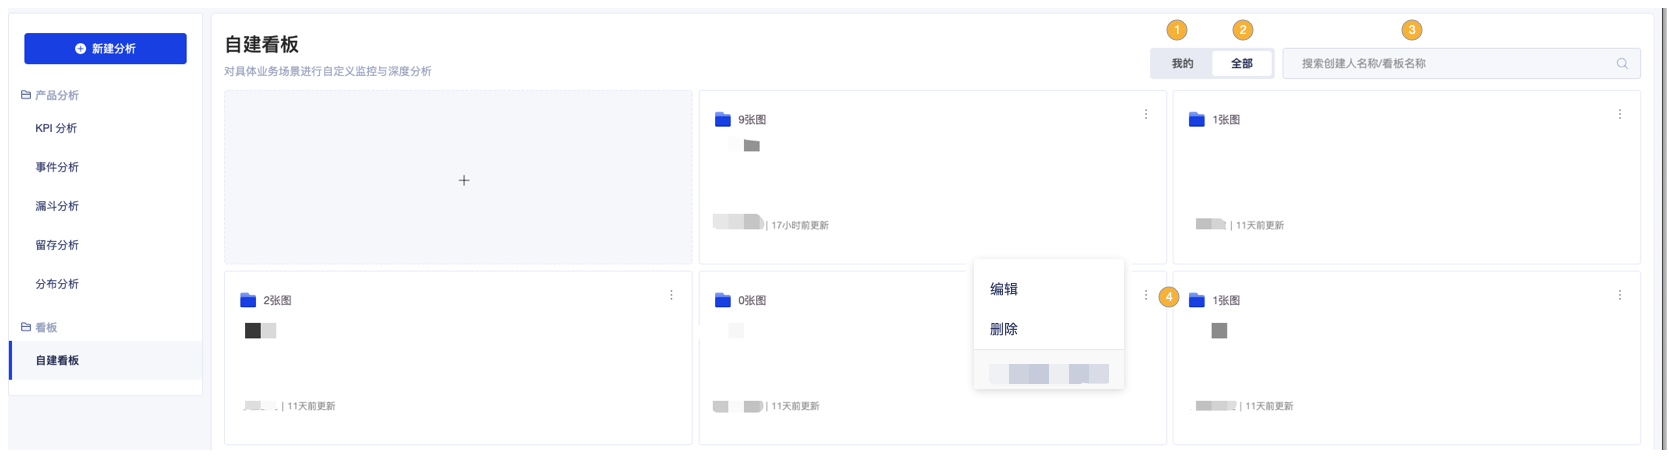 新建分析
产品分析
KPI 分析
事件分析
漏斗分析
留存分析
分布分析
看板
自建看板
自建看板
对具体业务场景进行自定义监控与深度分析
1
2
3
我的
全部
搜索创建人名称/看板名称
+
9张图
| 17小时前更新
1张图
| 11天前更新
2张图
| 11天前更新
0张图
| 11天前更新
编辑
删除
4
1张图
| 11天前更新